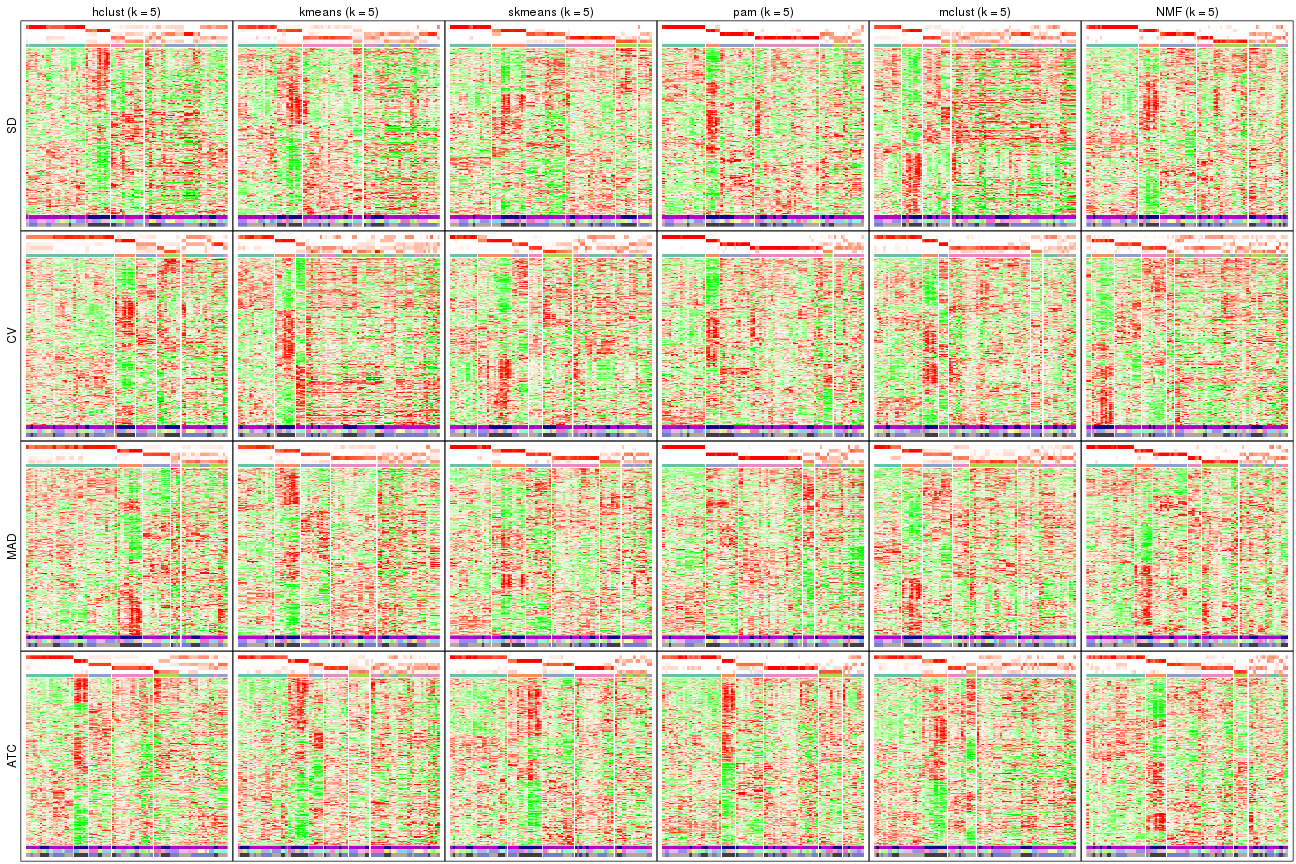 hclust (k = 5) kmeans (k = 5) skmeans (k = 5) pam (k = 5) mclust (k = 5) NMF (k = 5)
SD
CV
MAD
ATC